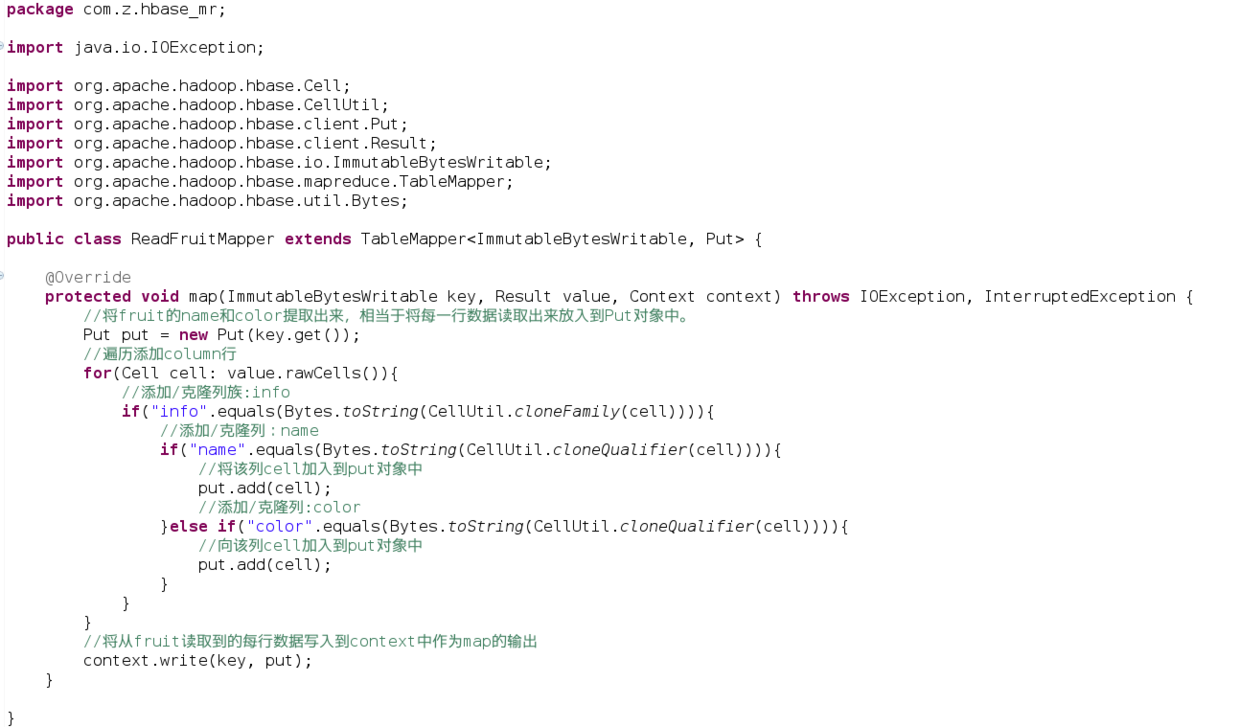 package com.z.hbase_mr;
import java.io.IOException;
import org.apache.hadoop.hbase.Cell;
import org.apache.hadoop.hbase.CellUtil;
import org.apache.hadoop.hbase.client.Put;
import org.apache.hadoop.hbase.client.Result;
import org.apache.hadoop.hbase.io.ImmutableBytesWritable;
import org.apache.hadoop.hbase.mapreduce.TableMapper;
import org.apache.hadoop.hbase.util.Bytes;
public class ReadFruitMapper extends TableMapper<ImmutableBytesWritable, Put> {
@Override
protected void map(ImmutableBytesWritable key, Result value, Context context) throws IOException, InterruptedException {
//将fruit的name和color提取出来，相当于将每一行数据读取出来放入到Put对象中。
Put put = new Put(key.get());
//遍历添加column行
for(Cell cell: value.rawCells()){
//添加/克隆列族:info
if("info".equals(Bytes.toString(CellUtil.cloneFamily(cell)))){
//添加/克隆列：name
if("name".equals(Bytes.toString(CellUtil.cloneQualifier(cell)))){
//将该列cell加入到put对象中
put.add(cell);
//添加/克隆列:color
}else if("color".equals(Bytes.toString(CellUtil.cloneQualifier(cell)))){
//向该列cell加入到put对象中
put.add(cell);
}
}
}
//将从fruit读取到的每行数据写入到context中作为map的输出
context.write(key, put);
}
}